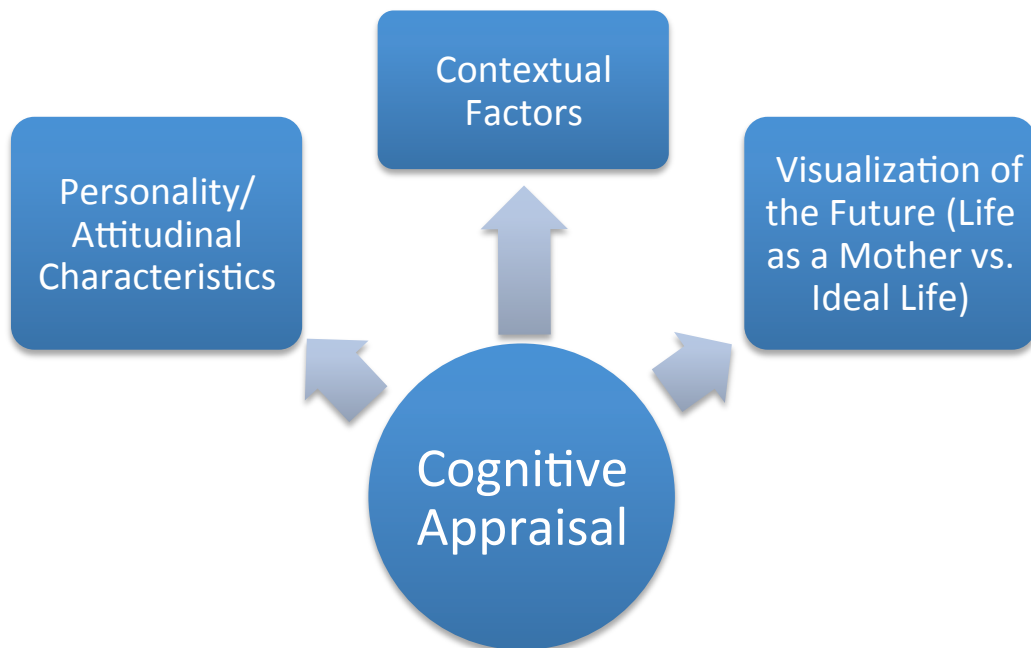 Contextual
Factors
Personality/
Attitudinal
Characteristics
Visualization of
the Future (Life
as a Mother vs.
Ideal Life)
Cognitive
Appraisal